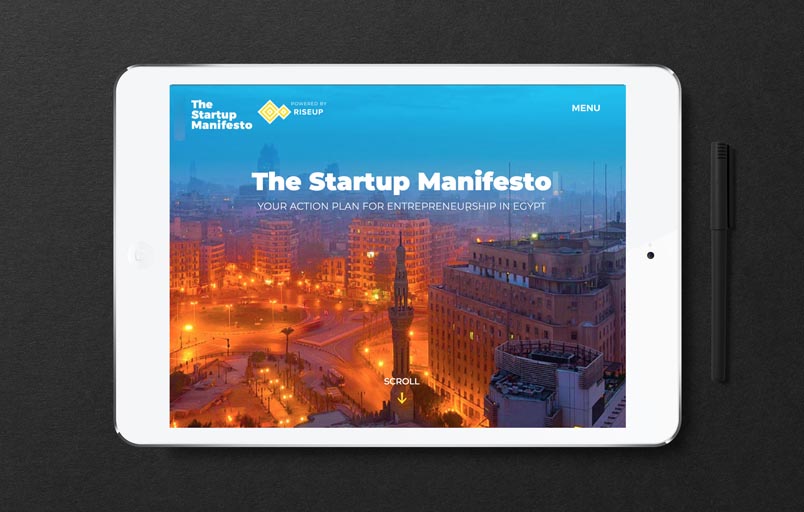 The
Startup
Manifesto
POWERED BY
RISEUP
MENU
The Startup Manifesto
YOUR ACTION PLAN FOR ENTREPRENEURSHIP IN EGYPT
SCROLL